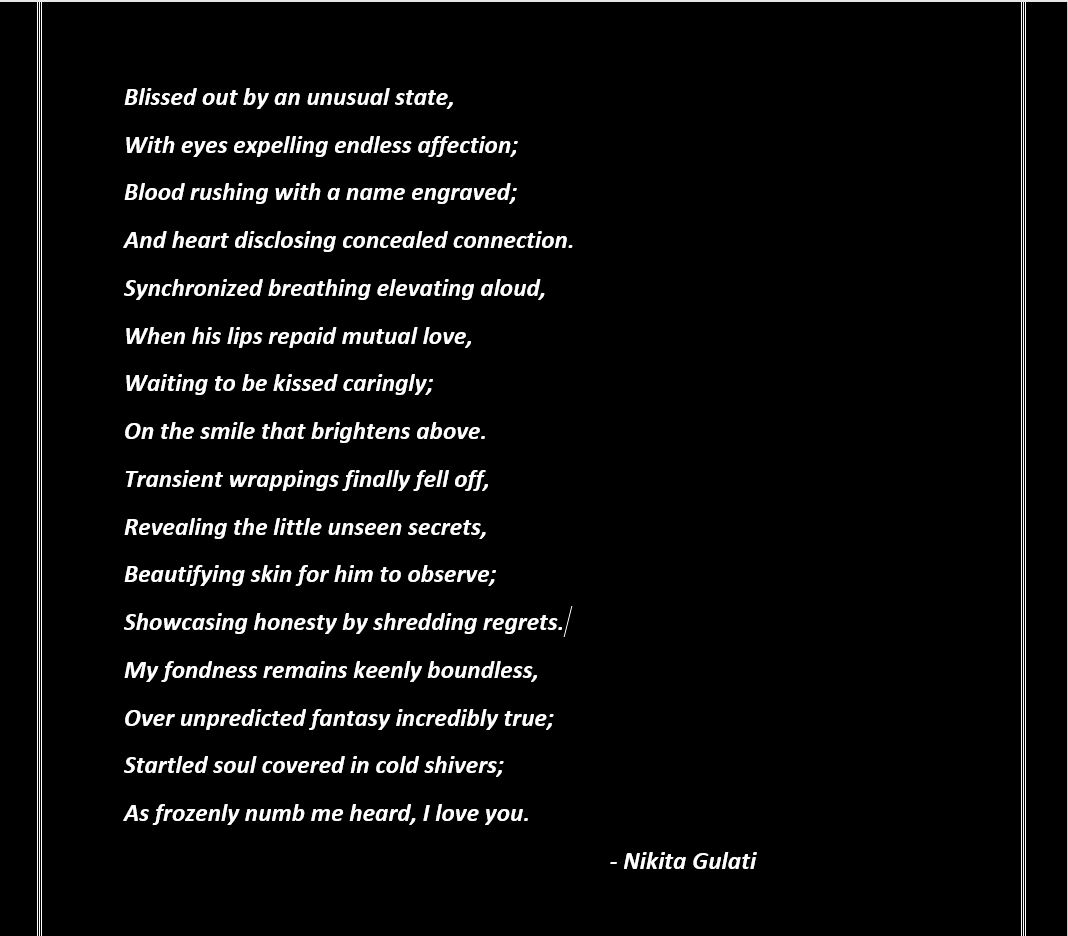 Blissed out by an unusual state,
With eyes expelling endless affection;
Blood rushing with a name engraved;
And heart disclosing concealed connection.
Synchronized breathing elevating aloud,
When his lips repaid mutual love,
Waiting to be kissed caringly;
On the smile that brightens above.
Transient wrappings finally fell off,
Revealing the little unseen secrets,
Beautifying skin for him to observe;
Showcasing honesty by shredding regrets.
My fondness remains keenly boundless,
Over unpredicted fantasy incredibly true;
Startled soul covered in cold shivers;
As frozenly numb me heard, I love you.
- Nikita Gulati